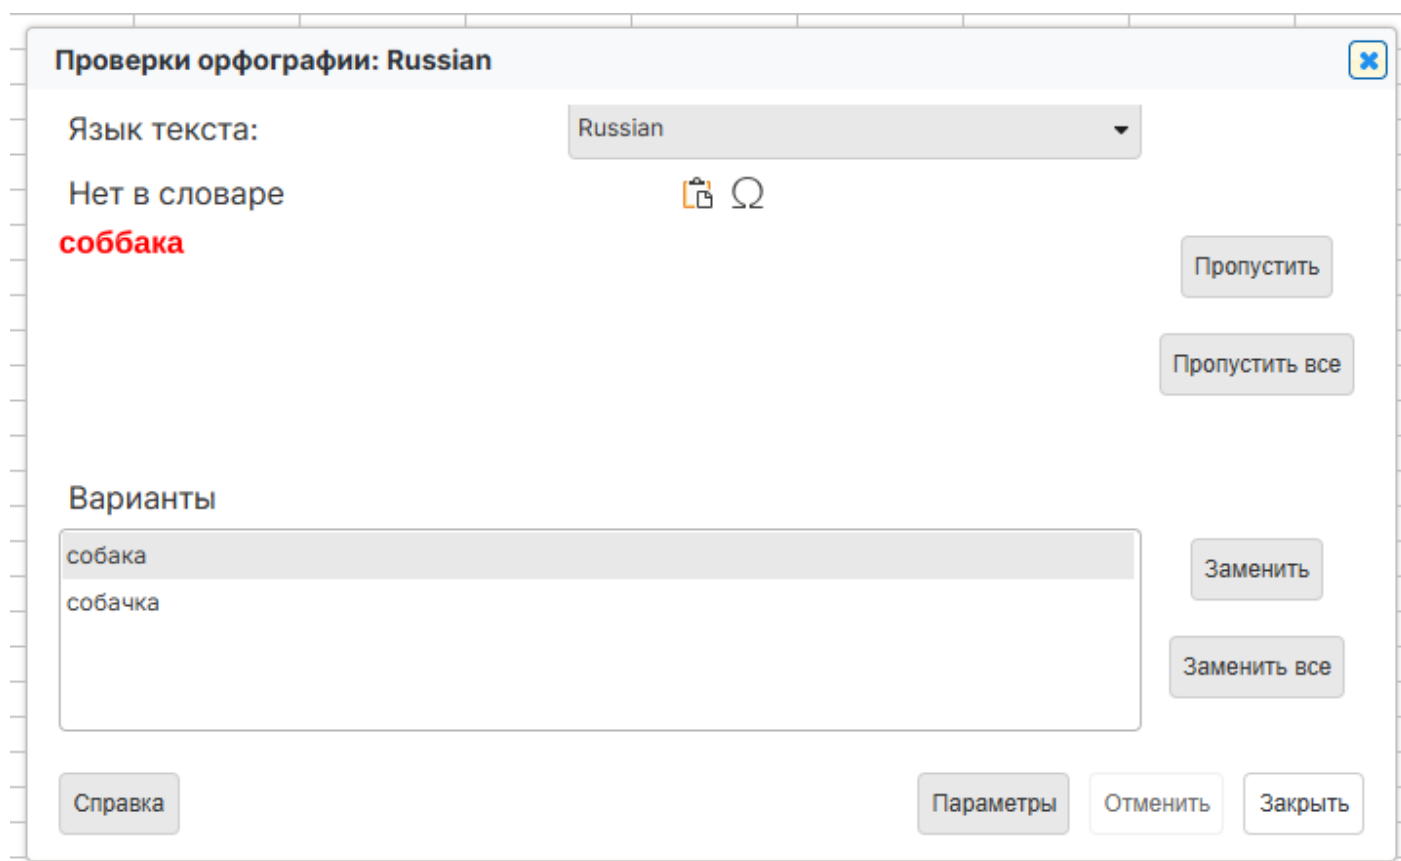 Проверки орфографии: Russian
Язык текста:
Russian
Нет в словаре
соббака
Пропустить
Пропустить все
Варианты
собака
собачка
Заменить
Заменить все
Справка
Параметры
Отменить
Закрыть